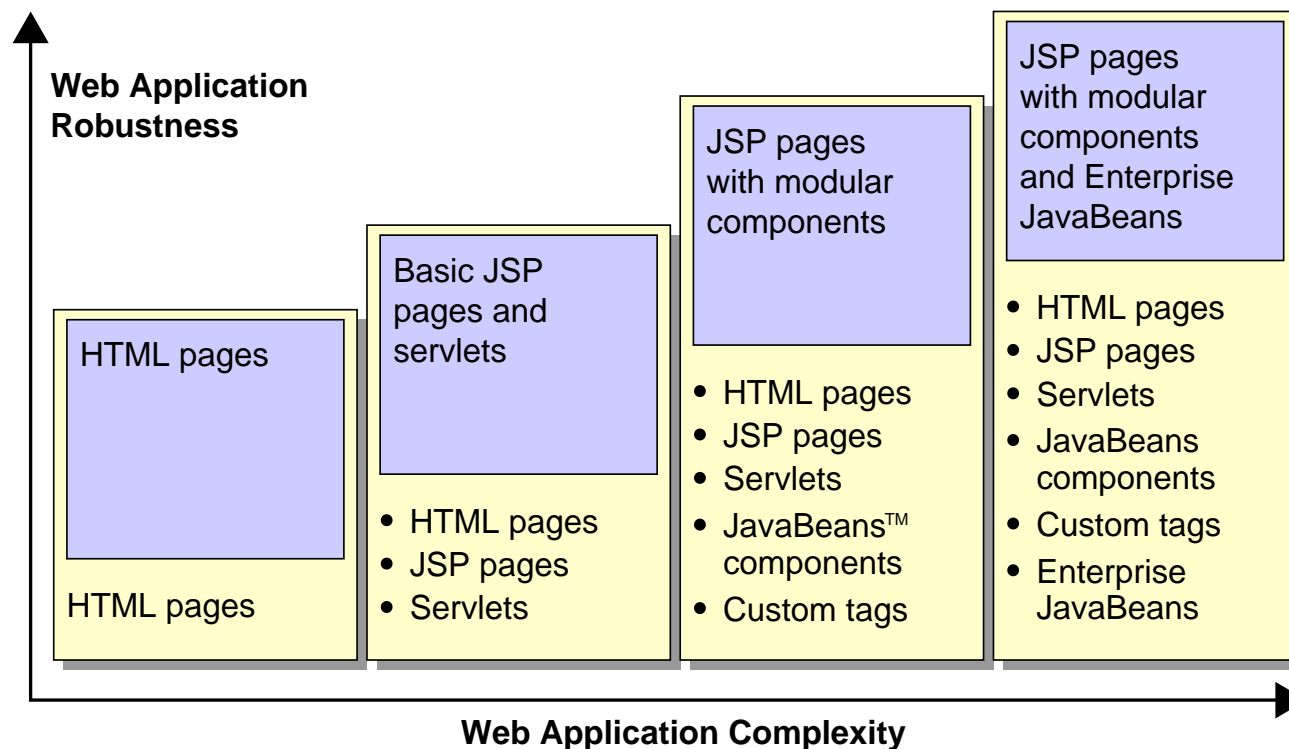 Web Application
Robustness
HTML pages
HTML pages
Basic JSP
pages and
servlets
• HTML pages
• JSP pages
• Servlets
JSP pages
with modular
components
• HTML pages
• JSP pages
• Servlets
• JavaBeans™
components
• Custom tags
JSP pages
with modular
components
and Enterprise
JavaBeans
• HTML pages
• JSP pages
• Servlets
• JavaBeans
components
• Custom tags
• Enterprise
JavaBeans
Web Application Complexity